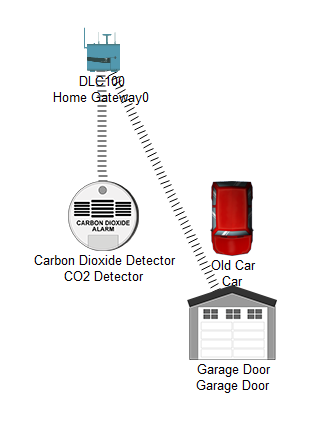 DLC100
Home Gateway0
CARBON DIOXIDE
ALARM
Carbon Dioxide Detector
CO2 Detector
Old Car
Car
Garage Door
Garage Door